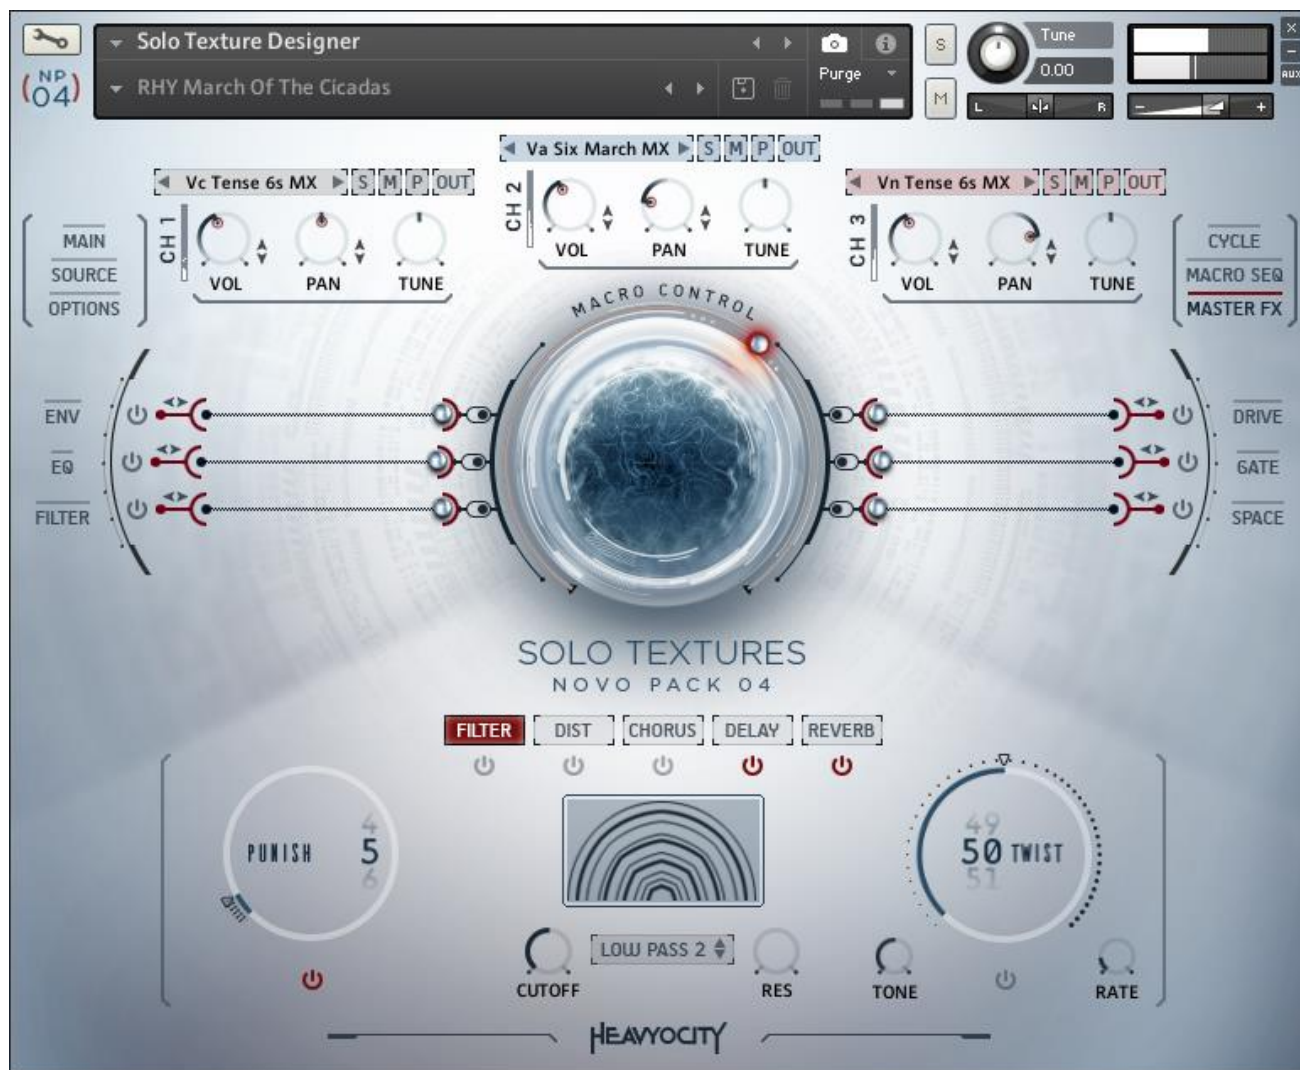 Solo Texture Designer
NP
04
RHY March Of The Cicadas
Purge
S
M
Tune
0.00
L R
- +
X
-
AUX
Vc Tense 6s MX S M P OUT
CH 1
VOL PAN TUNE
Va Six March MX S M P OUT
CH 2
VOL PAN TUNE
Vn Tense 6s MX S M P OUT
CH 3
VOL PAN TUNE
MAIN
SOURCE
OPTIONS
CYCLE
MACRO SEQ
MASTER FX
MACRO CONTROL
ENV
EQ
FILTER
DRIVE
GATE
SPACE
SOLO TEXTURES
NOVO PACK 04
FILTER DIST CHORUS DELAY REVERB
4
PUNISH 5
6
49
50 TWIST
51
LOW PASS 2
CUTOFF RES TONE RATE
HEAVYOCITY